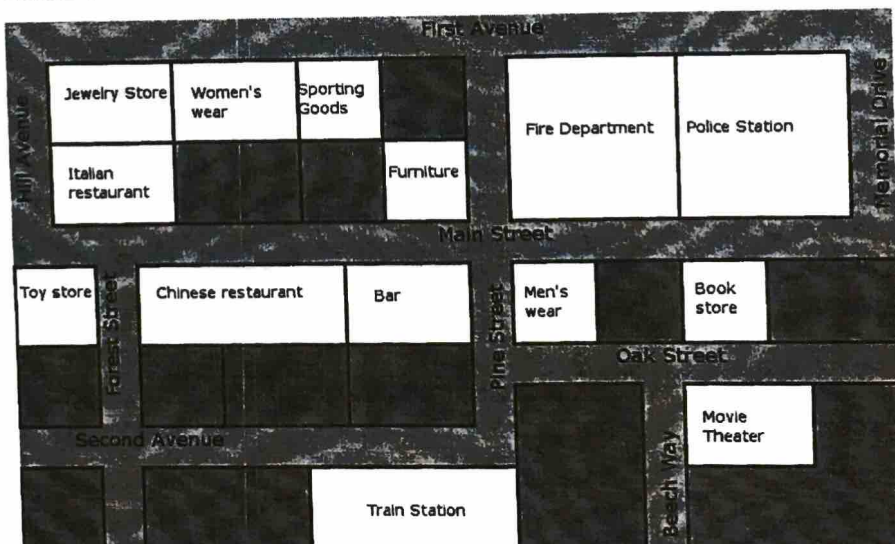 First Avenue
Jewelry Store
Women's
wear
Sporting
Goods
Fire Department
Police Station
Hill Avenue
Memorial Drive
Italian
restaurant
Furniture
Main Street
Toy store
Forest Street
Chinese restaurant
Bar
Pine Street
Men's
wear
Book
store
Oak Street
Second Avenue
Movie
Theater
Beech Way
Train Station